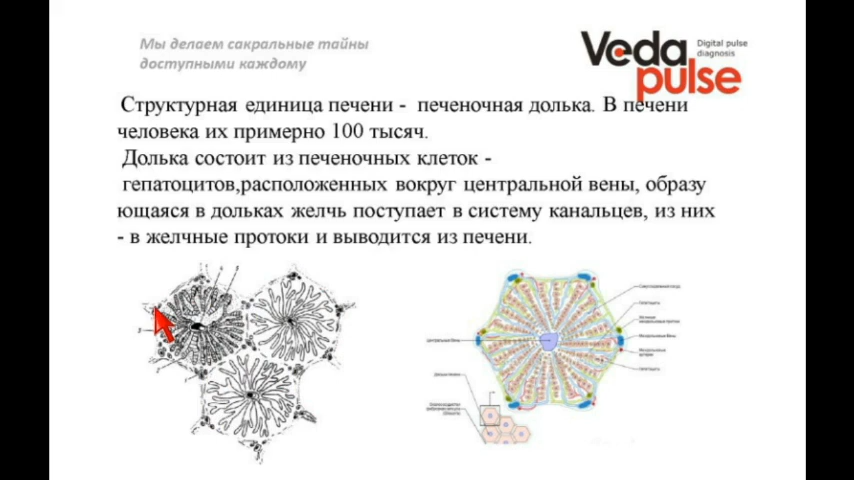 Мы делаем сакральные тайны
доступными каждому
Veda
pulse
Digital pulse
diagnosis
Структурная единица печени - печеночная долька. В печени
человека их примерно 100 тысяч.
Долька состоит из печеночных клеток -
гепатоцитов,расположенных вокруг центральной вены, образу
ющаяся в дольках желчь поступает в систему канальцев, из них
- в желчные протоки и выводится из печени.